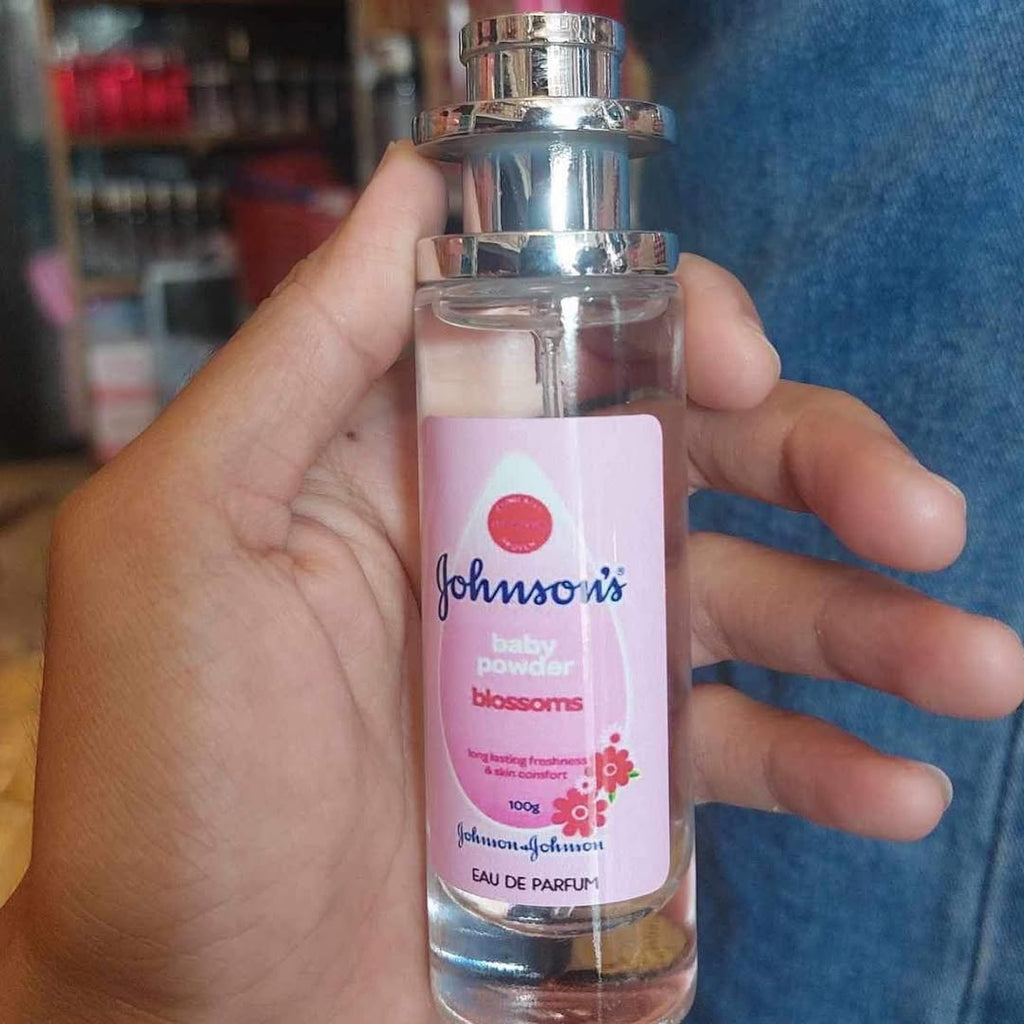 Johnson's®
baby
powder
blossoms
long lasting freshness
& skin comfort
100g
Johnson&Johnson
EAU DE PARFUM